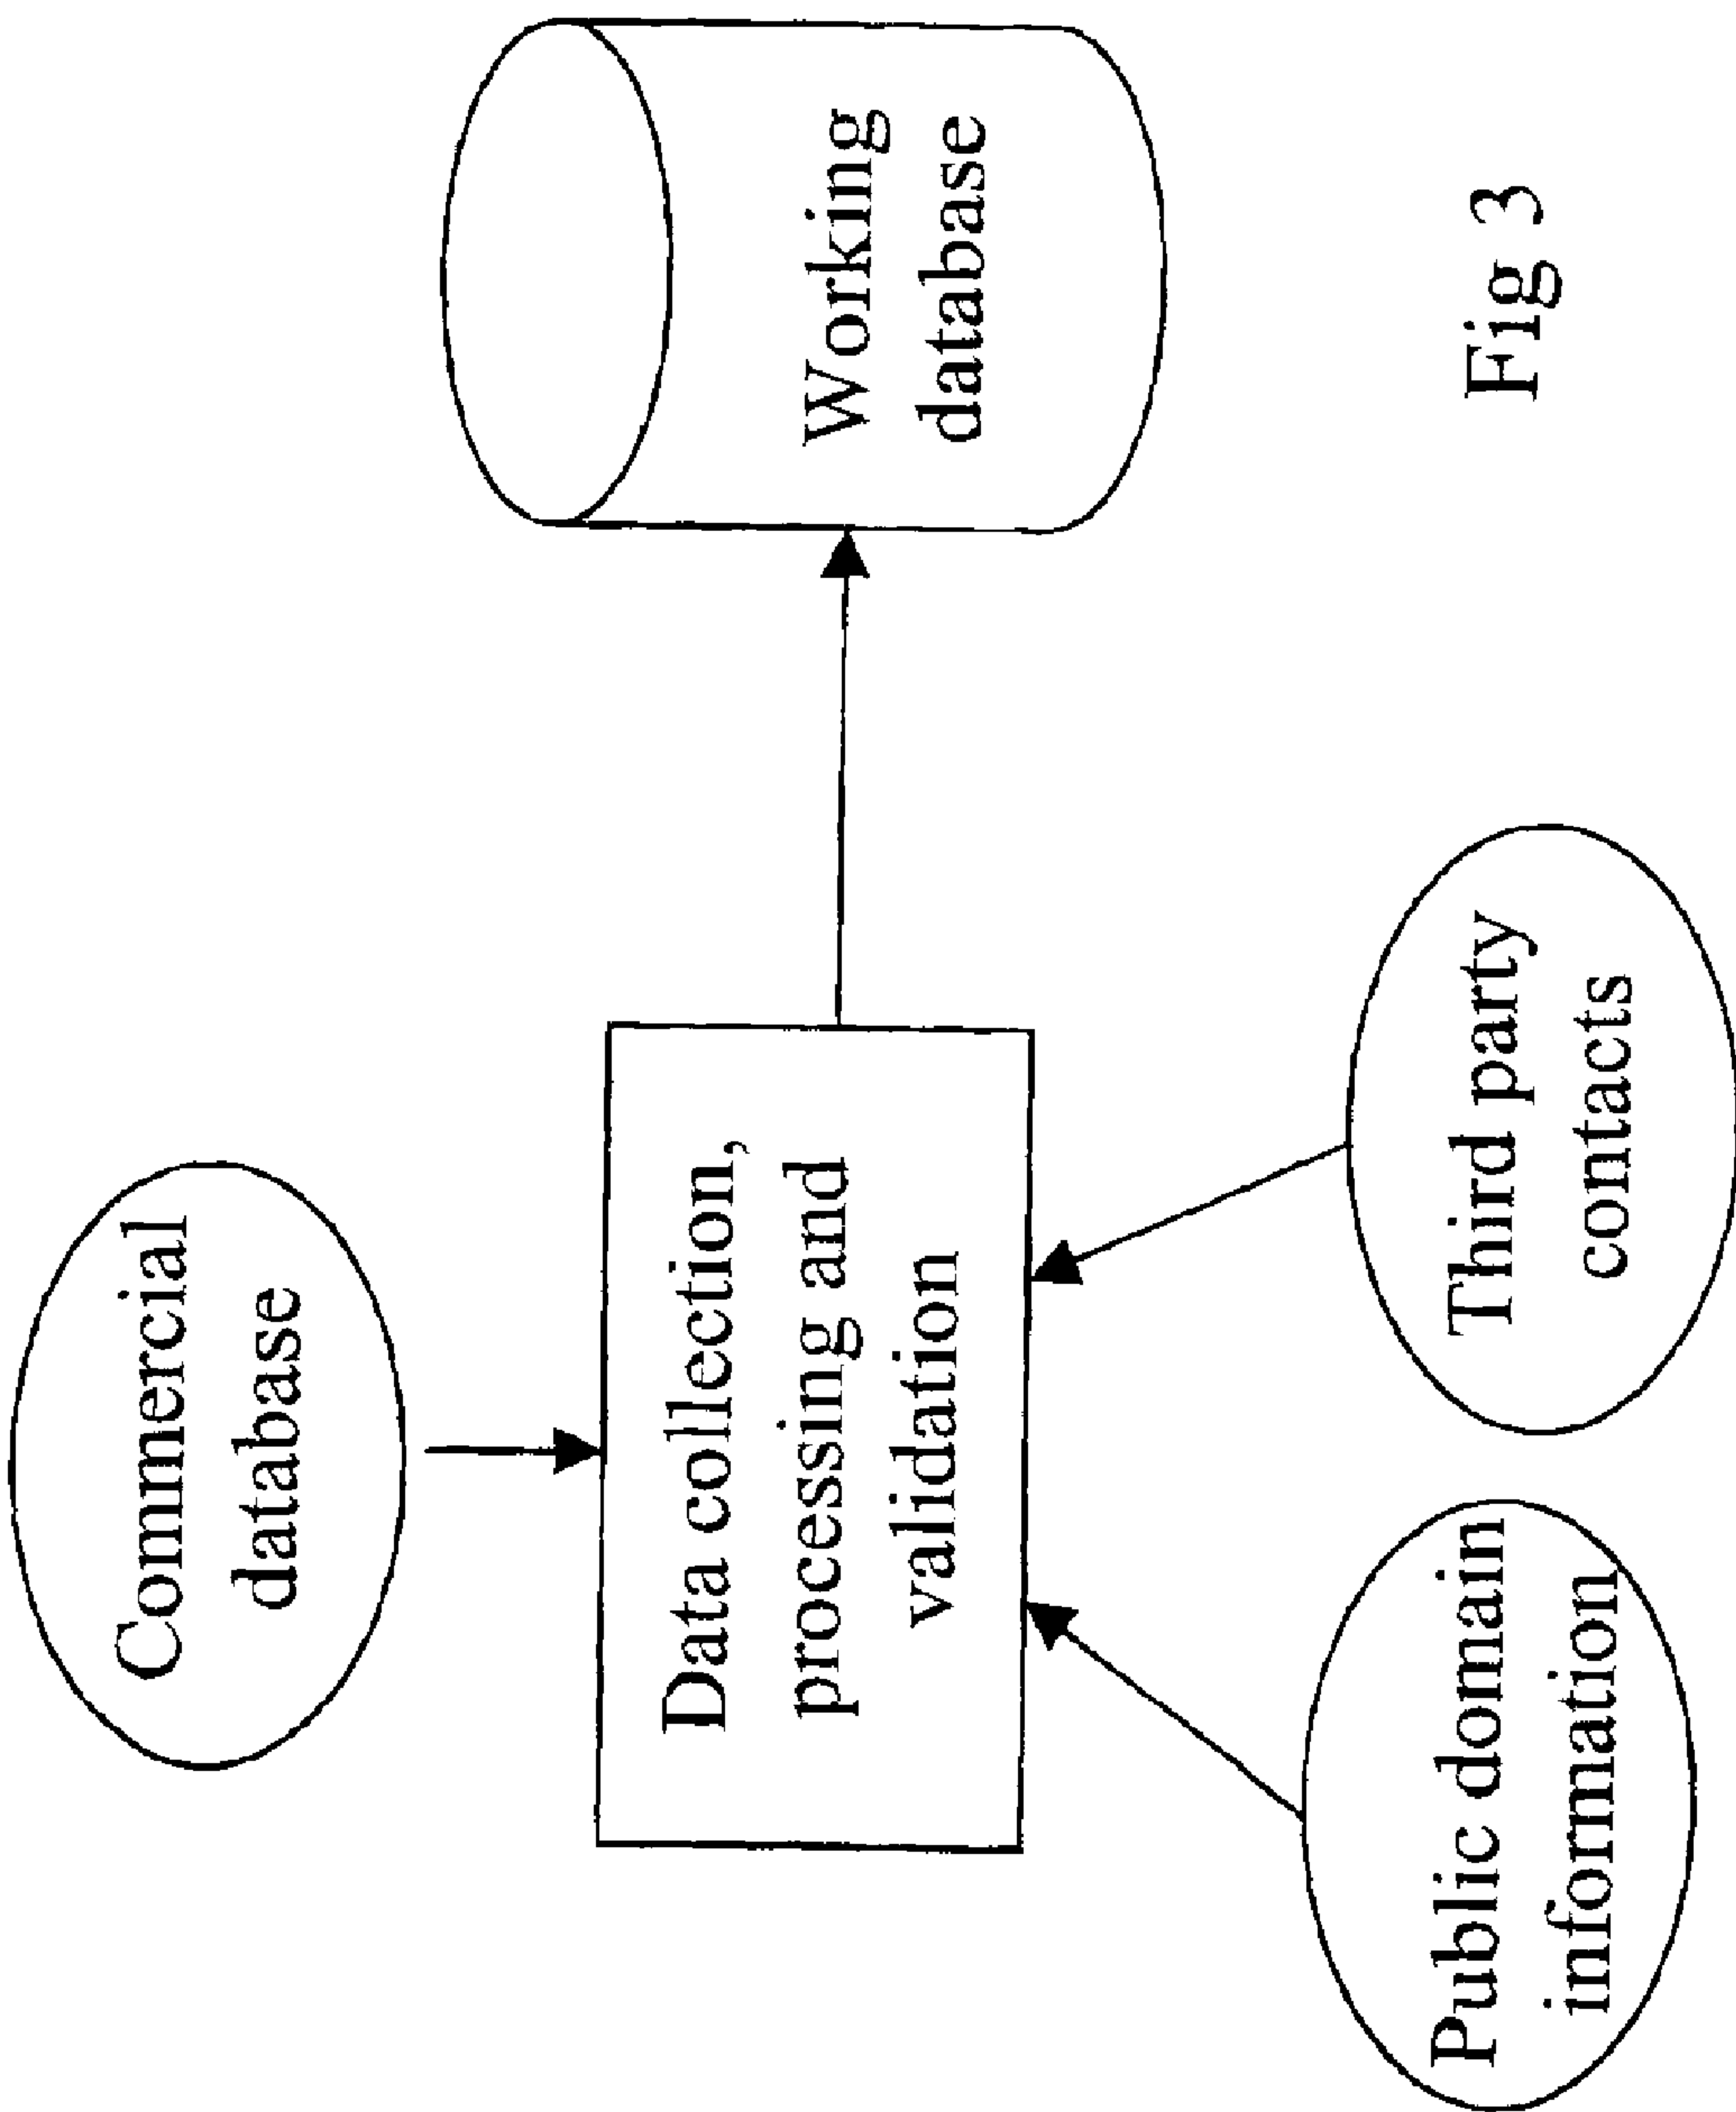 Commercial
database
Data collection,
processing and
validation
Working
database
Public domain
information
Third party
contacts
Fig 3